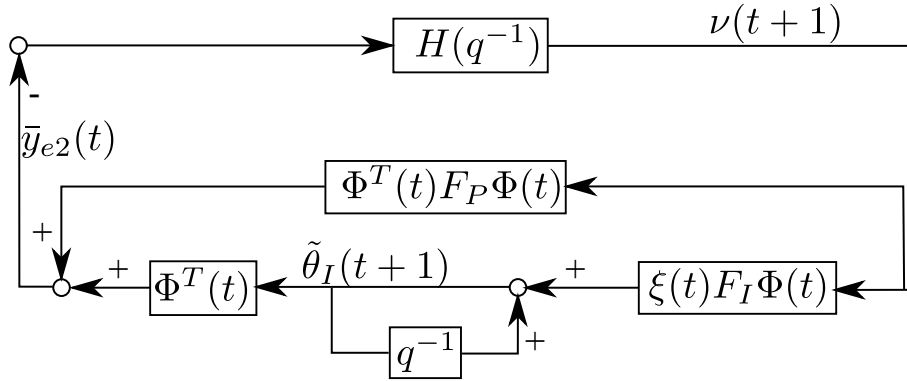 H(q⁻¹)
ν(t + 1)
-
ȳ_{e2}(t)
Φ^T(t)F_PΦ(t)
+
+
Φ^T(t)
θ̃_I(t + 1)
+
ξ(t)F_IΦ(t)
q⁻¹
+